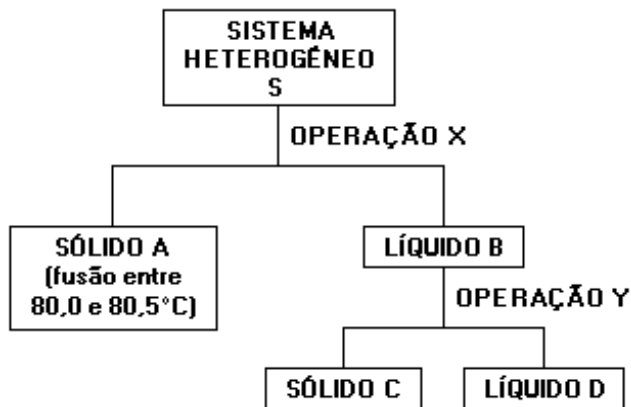 SISTEMA
HETEROGÊNEO
S
OPERAÇÃO X
SÓLIDO A
(fusão entre
80,0 e 80,5°C)
LÍQUIDO B
OPERAÇÃO Y
SÓLIDO C
LÍQUIDO D